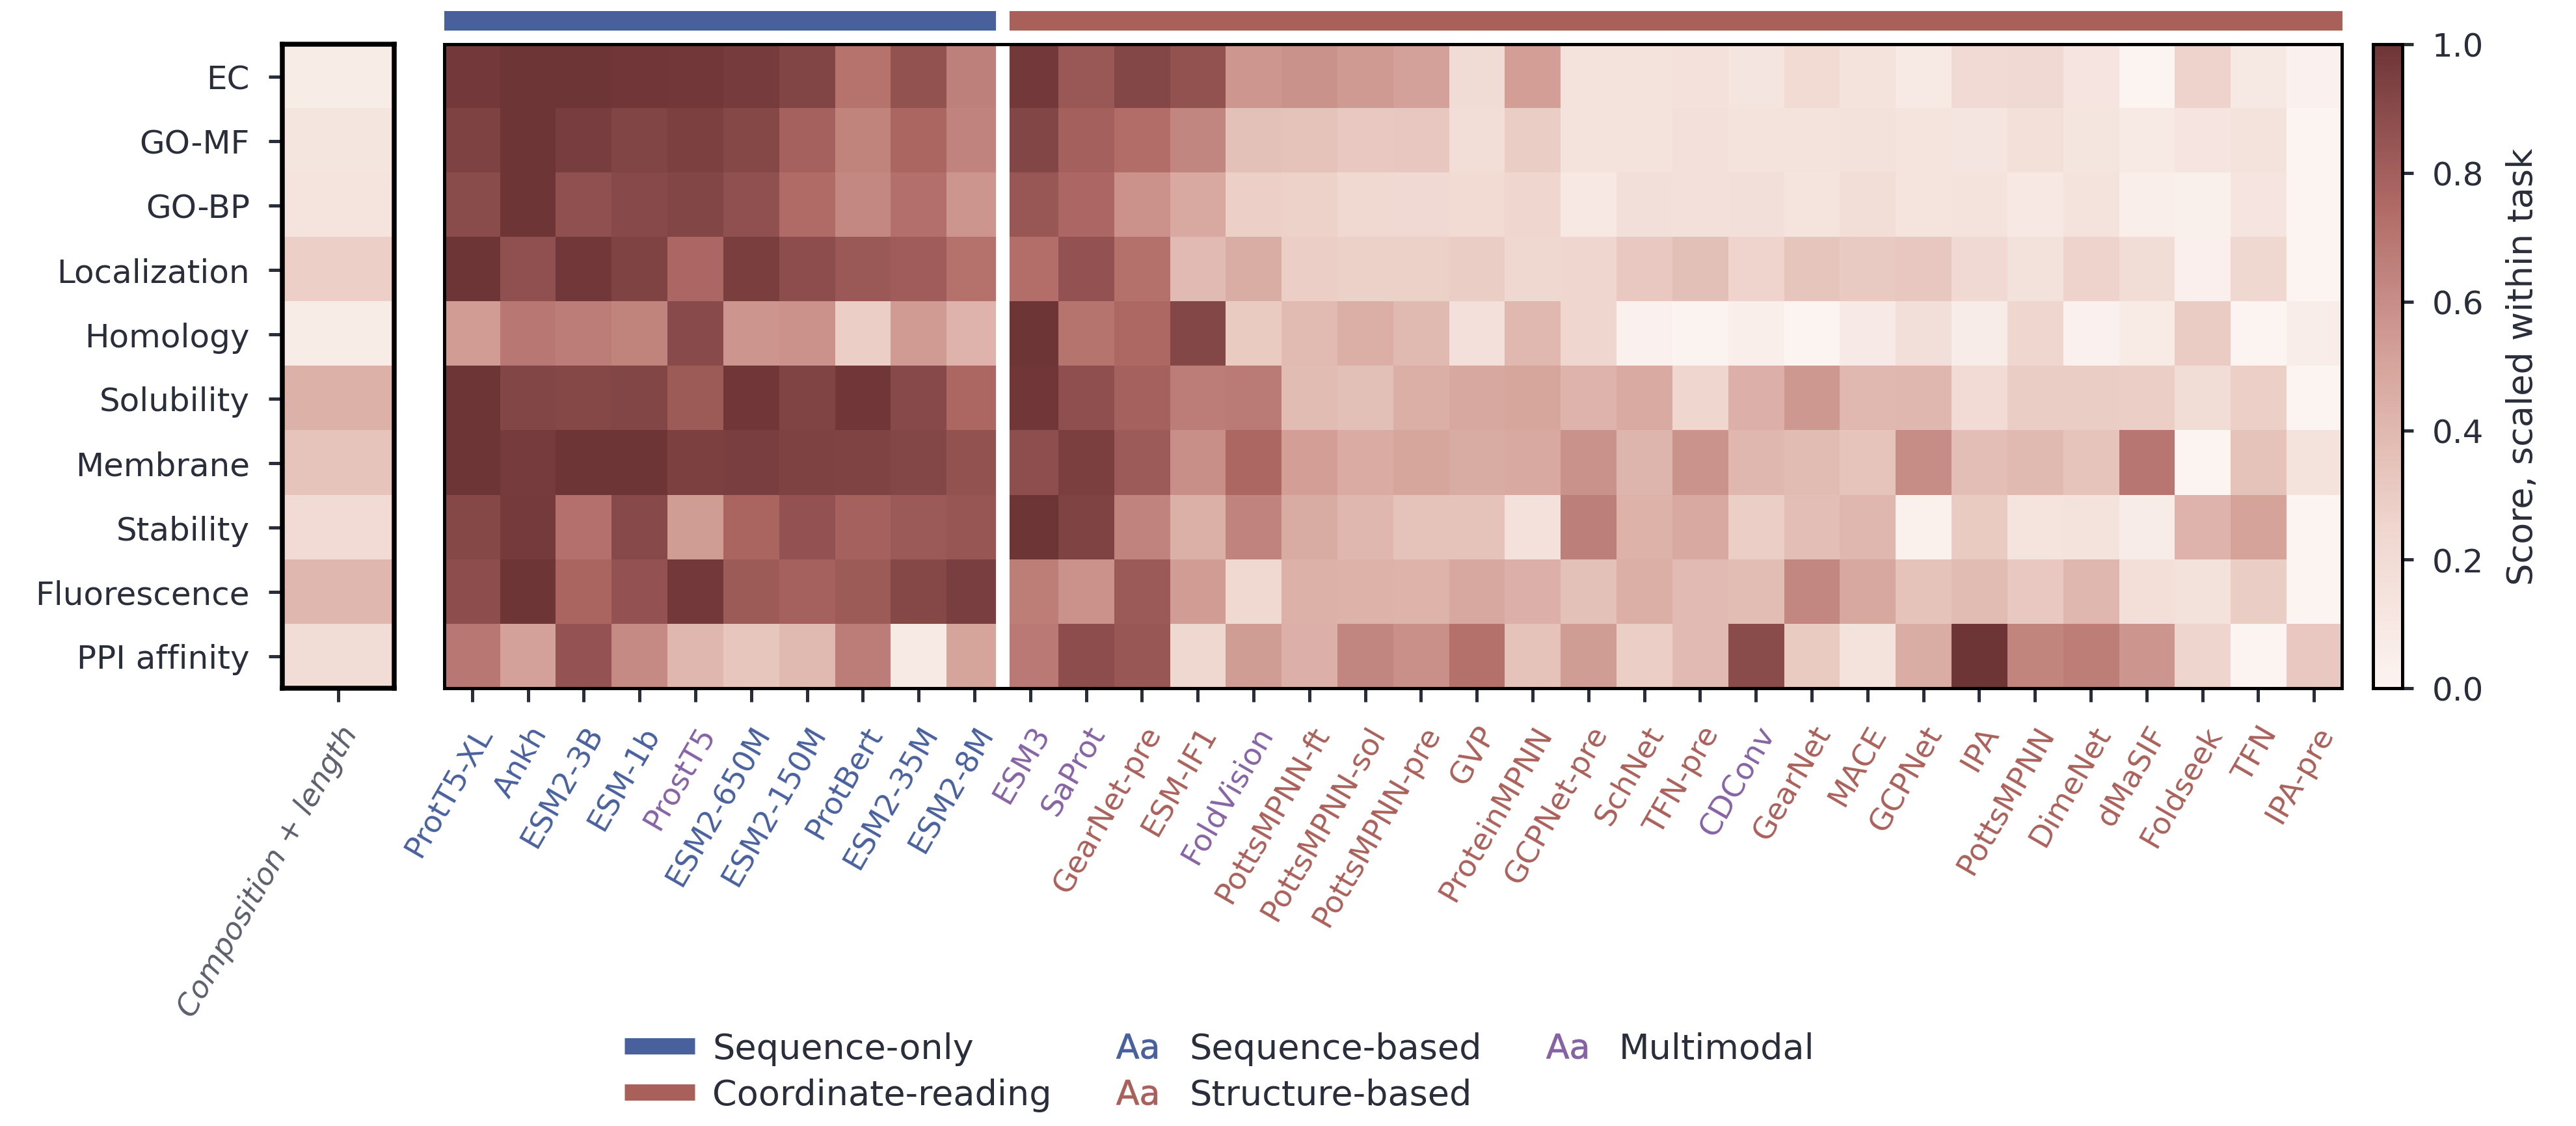 EC
GO-MF
GO-BP
Localization
Homology
Solubility
Membrane
Stability
Fluorescence
PPI affinity
Composition + length
ProtT5-XL
Ankh
ESM2-3B
ESM-1b
ProstT5
ESM2-650M
ESM2-150M
ProtBert
ESM2-35M
ESM2-8M
ESM3
SaProt
GearNet-pre
ESM-IF1
FoldVision
PottsMPNN-ft
PottsMPNN-sol
PottsMPNN-pre
GVP
ProteinMPNN
GCPNet-pre
SchNet
TFN-pre
CDConv
GearNet
MACE
GCPNet
IPA
PottsMPNN
DimeNet
dMaSIF
Foldseek
TFN
IPA-pre
1.0
0.8
0.6
0.4
0.2
0.0
Score, scaled within task
Sequence-only
Coordinate-reading
Aa Sequence-based
Aa Structure-based
Aa Multimodal